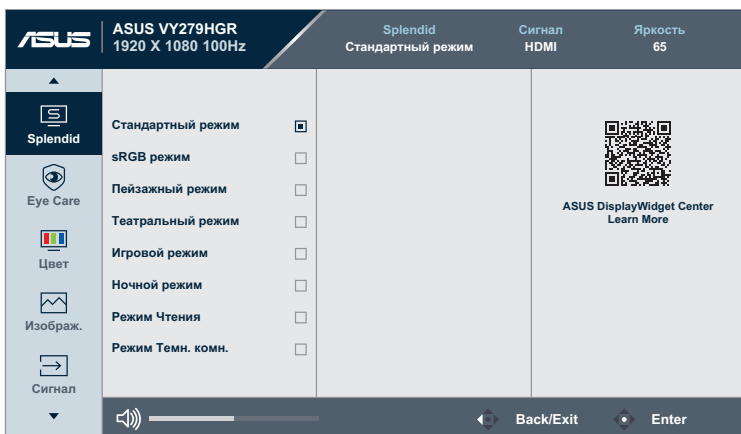 ASUS
ASUS VY279HGR
1920 X 1080 100Hz
Splendid
Стандартный режим
Сигнал
HDMI
Яркость
65
Splendid
Eye Care
Цвет
Изображ.
Сигнал
Стандартный режим
sRGB режим
Пейзажный режим
Театральный режим
Игровой режим
Ночной режим
Режим Чтения
Режим Темн. комн.
ASUS DisplayWidget Center
Learn More
Back/Exit
Enter